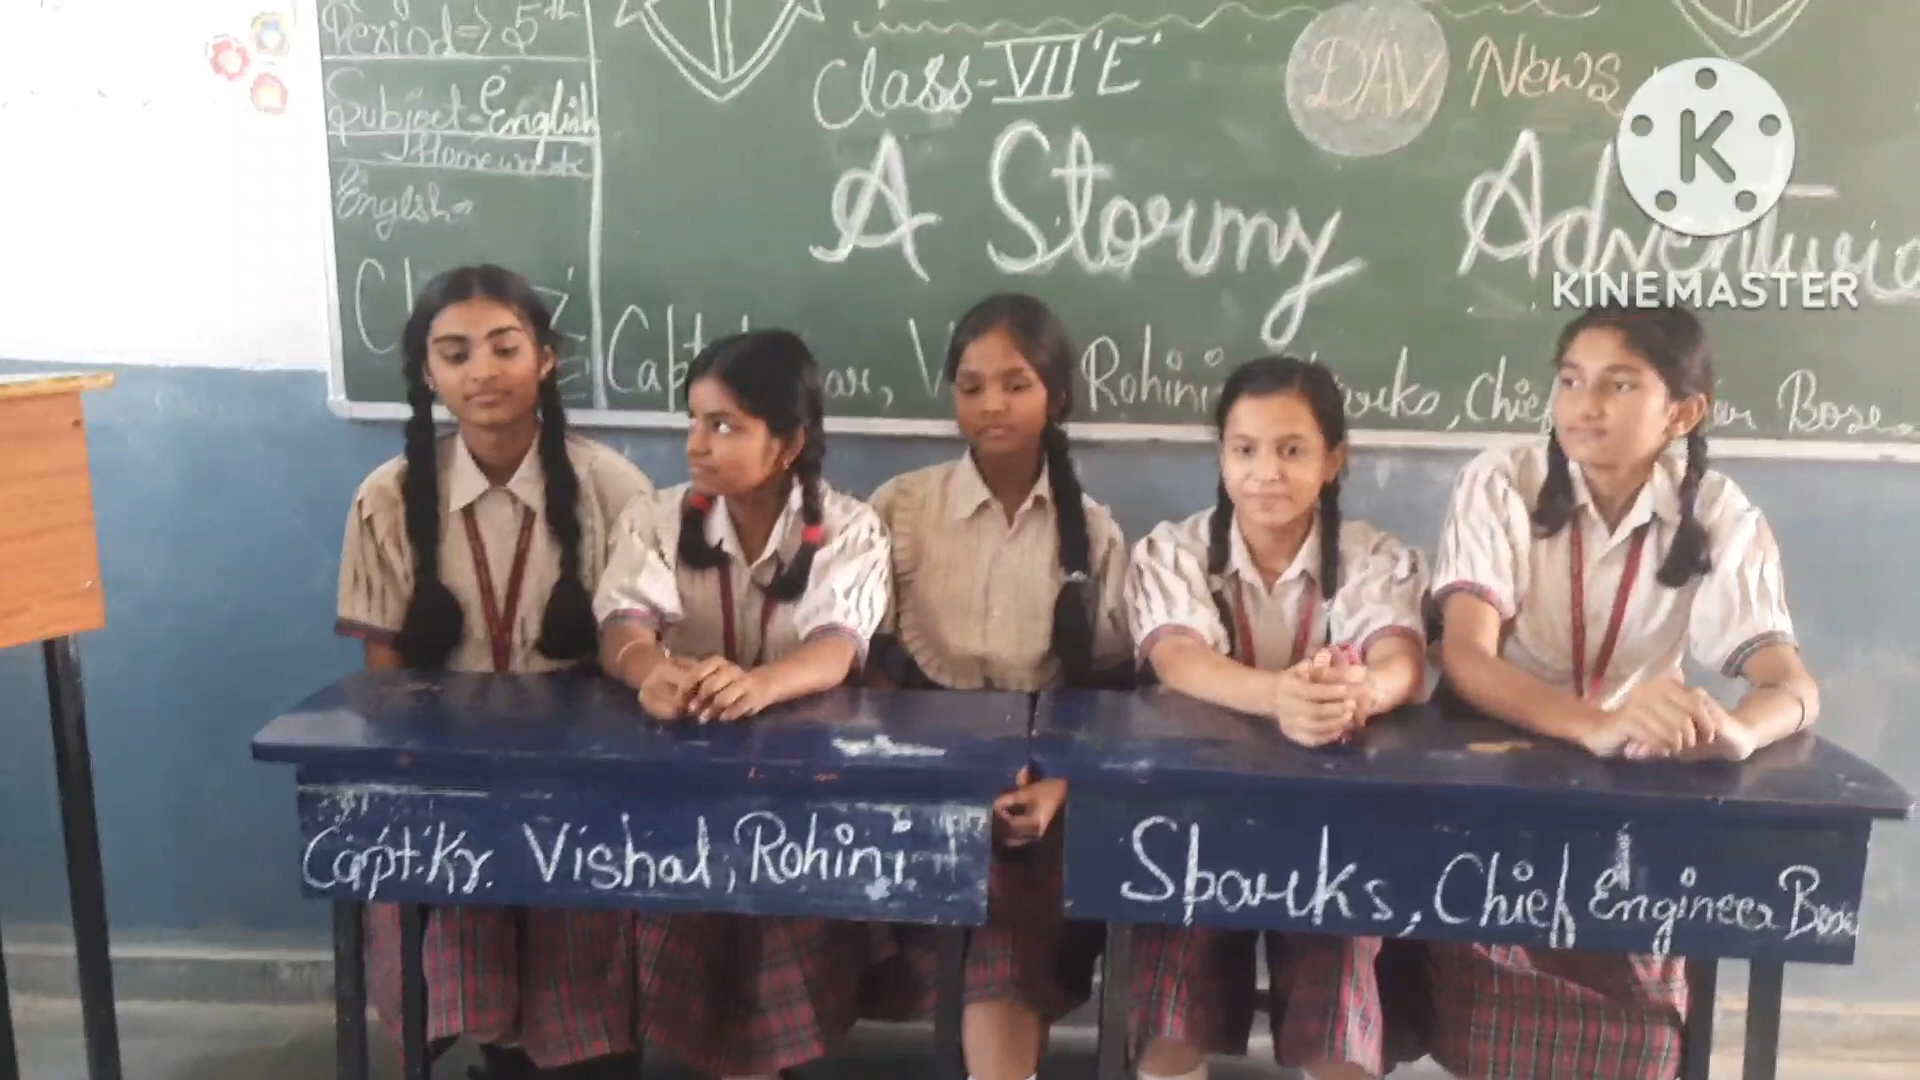 Period => 5th
Subject - English
Homework
English =>
Class - VII 'E'
DAV News
A Stormy
KINEMASTER
K
Rohini
Chief
Bose
Capt. Kr. Vishal, Rohini
Sparks, Chief Engineer Bose